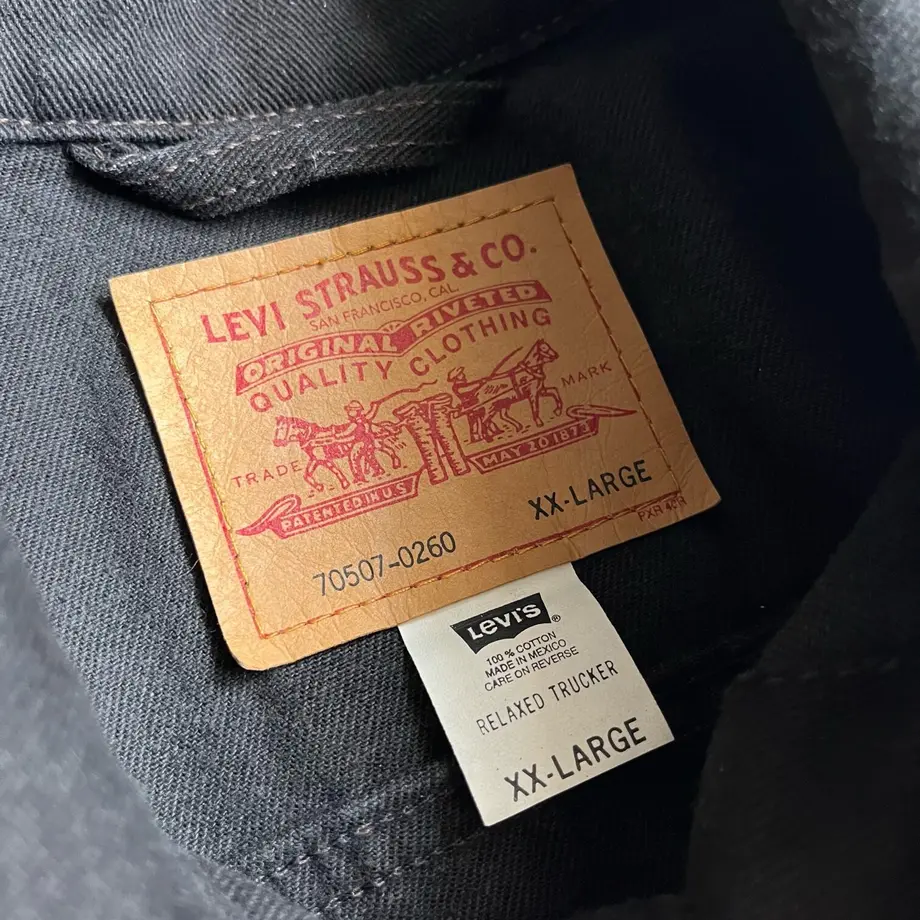 LEVI STRAUSS & CO.
SAN FRANCISCO, CAL
ORIGINAL RIVETED
QUALITY CLOTHING
TRADE MARK
PATENTED IN U.S. MAY 20 1873
XX-LARGE
70507-0260
Levi's®
100% COTTON
MADE IN MEXICO
CARE ON REVERSE
RELAXED TRUCKER
XX-LARGE